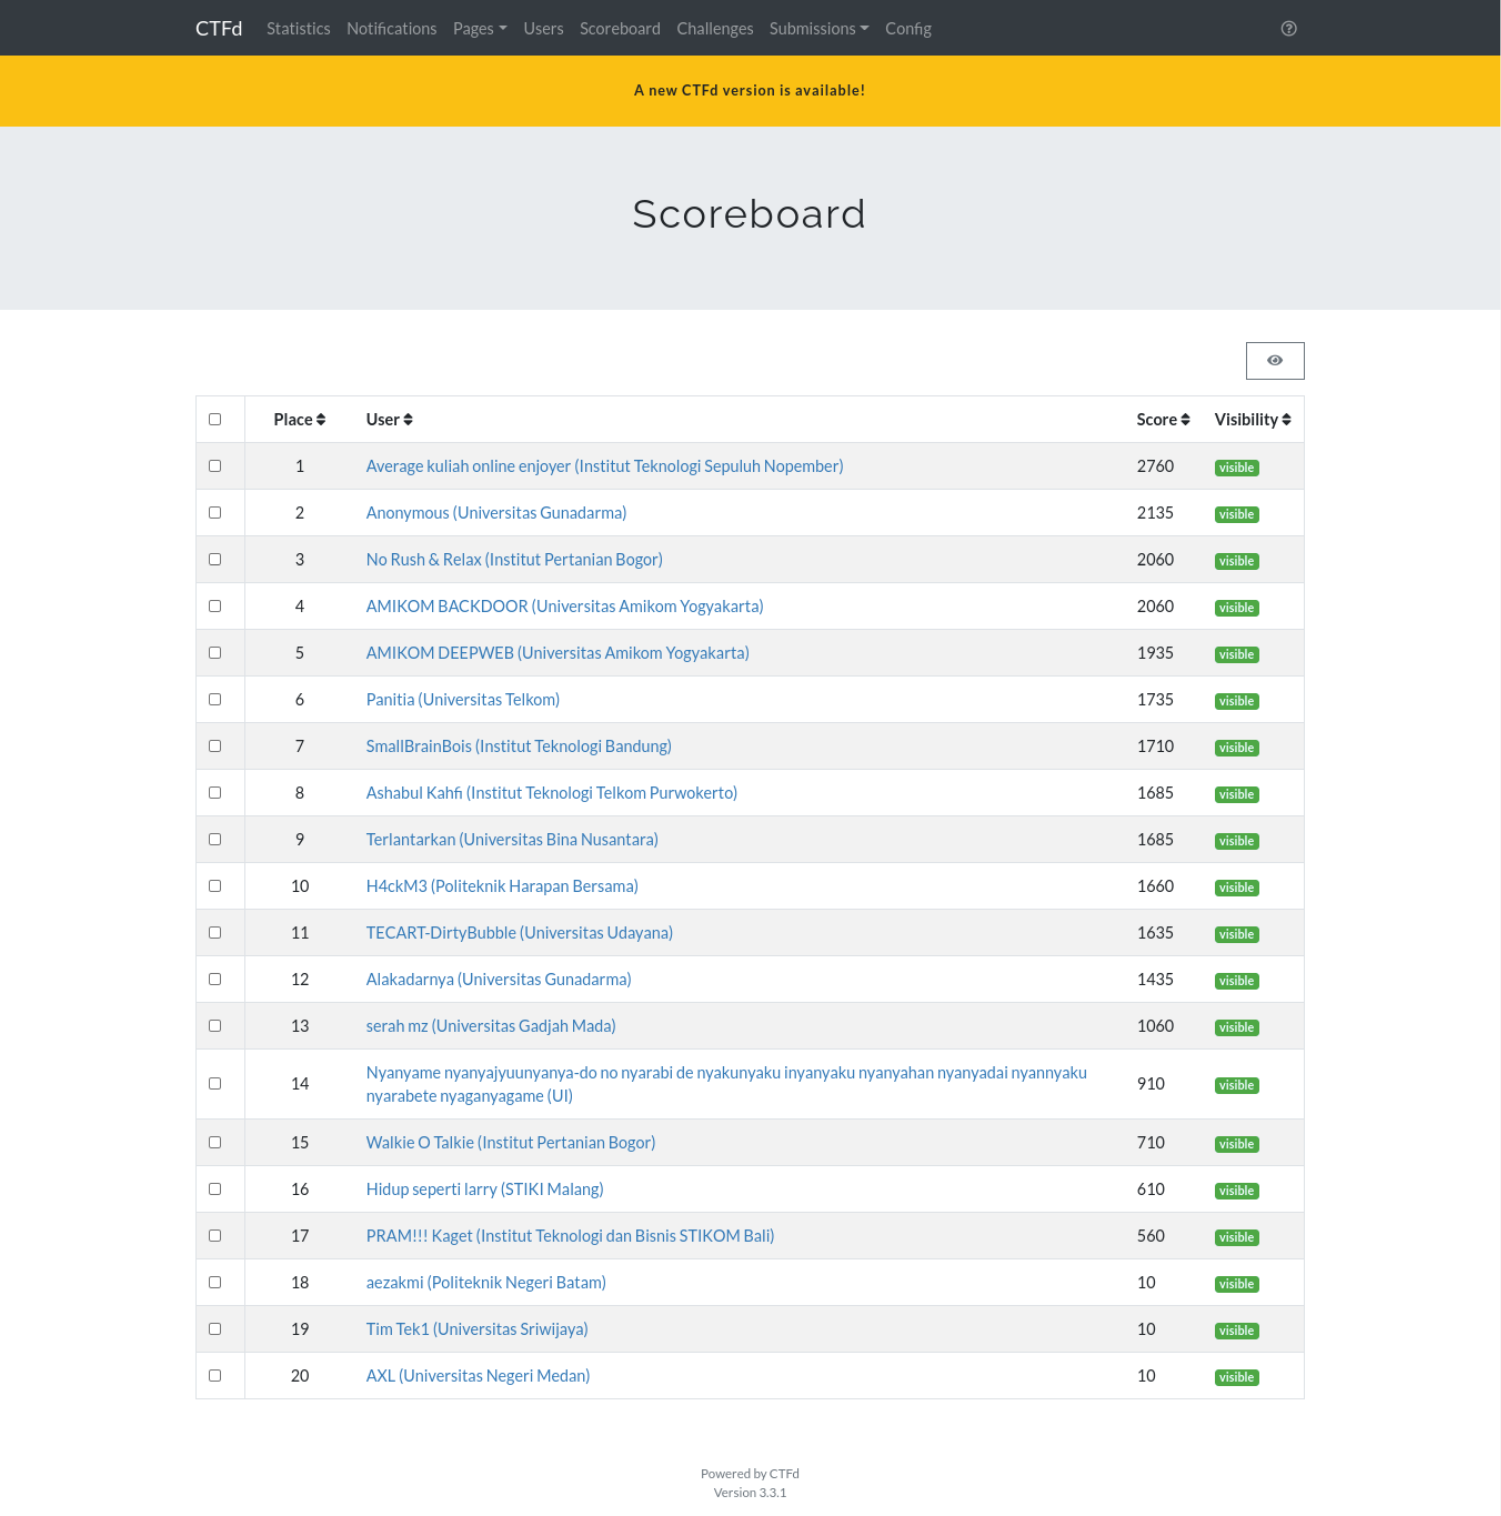 CTFd Statistics Notifications Pages Users Scoreboard Challenges Submissions Config
A new CTFd version is available!
Scoreboard
Place User Score Visibility
1 Average kuliah online enjoyer (Institut Teknologi Sepuluh Nopember) 2760 visible
2 Anonymous (Universitas Gunadarma) 2135 visible
3 No Rush & Relax (Institut Pertanian Bogor) 2060 visible
4 AMIKOM BACKDOOR (Universitas Amikom Yogyakarta) 2060 visible
5 AMIKOM DEEPWEB (Universitas Amikom Yogyakarta) 1935 visible
6 Panitia (Universitas Telkom) 1735 visible
7 SmallBrainBois (Institut Teknologi Bandung) 1710 visible
8 Ashabul Kahfi (Institut Teknologi Telkom Purwokerto) 1685 visible
9 Terlantarkan (Universitas Bina Nusantara) 1685 visible
10 H4ckM3 (Politeknik Harapan Bersama) 1660 visible
11 TECART-DirtyBubble (Universitas Udayana) 1635 visible
12 Alakadarnya (Universitas Gunadarma) 1435 visible
13 serah mz (Universitas Gadjah Mada) 1060 visible
14 Nyanyame nyanyajyuunyanya-do no nyarabi de nyakunyaku inyanyaku nyanyahan nyanyadai nyannyaku 910 visible
nyarabete nyaganyagame (UI)
15 Walkie O Talkie (Institut Pertanian Bogor) 710 visible
16 Hidup seperti larry (STIKI Malang) 610 visible
17 PRAM!!! Kaget (Institut Teknologi dan Bisnis STIKOM Bali) 560 visible
18 aezakmi (Politeknik Negeri Batam) 10 visible
19 Tim Tek1 (Universitas Sriwijaya) 10 visible
20 AXL (Universitas Negeri Medan) 10 visible
Powered by CTFd
Version 3.3.1